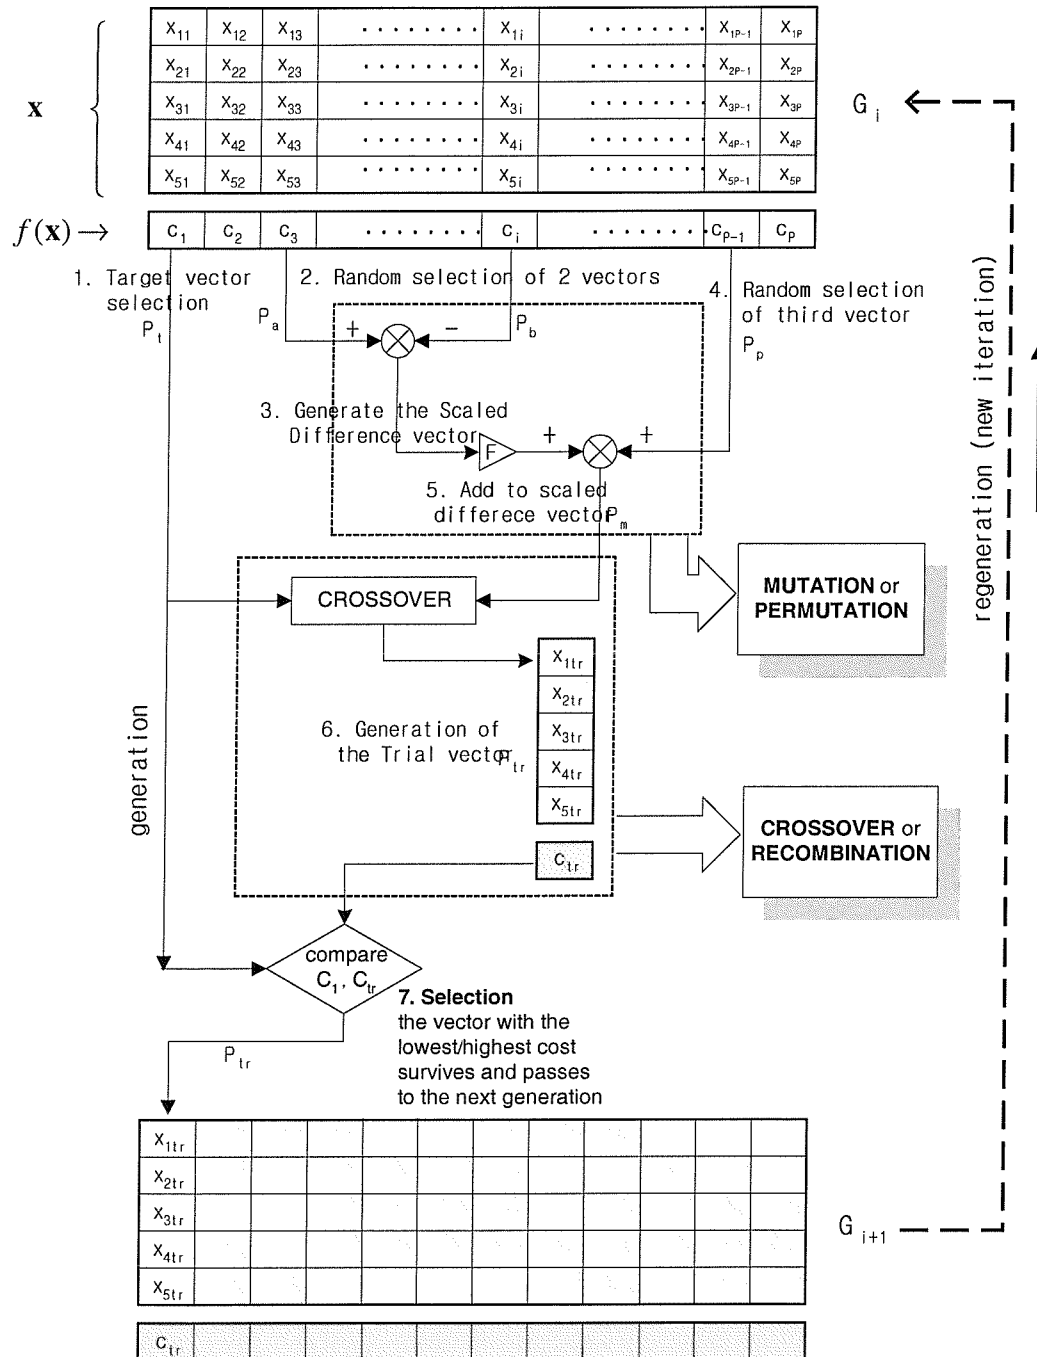 X11 X12 X13 ........ X1i ........ X1P-1 X1P
X21 X22 X23 ........ X2i ........ X2P-1 X2P
x { X31 X32 X33 ........ X3i ........ X3P-1 X3P G i
X41 X42 X43 ........ X4i ........ X4P-1 X4P
X51 X52 X53 ........ X5i ........ X5P-1 X5P
f(x) → C1 C2 C3 ........ Ci ........ CP-1 CP
1. Target vector
selection
Pt
2. Random selection of 2 vectors
Pa
+
−
Pb
4. Random selection
of third vector
Pp
3. Generate the Scaled
Difference vector
F
+
+
5. Add to scaled
differece vector Pm
regeneration (new iteration)
MUTATION or
PERMUTATION
CROSSOVER
X1tr
X2tr
X3tr
X4tr
X5tr
6. Generation of
the Trial vector Ptr
Ctr
generation
CROSSOVER or
RECOMBINATION
compare
C1, Ctr
7. Selection
the vector with the
lowest/highest cost
survives and passes
to the next generation
Ptr
X1tr
X2tr
X3tr
X4tr
X5tr
G i+1
Ctr